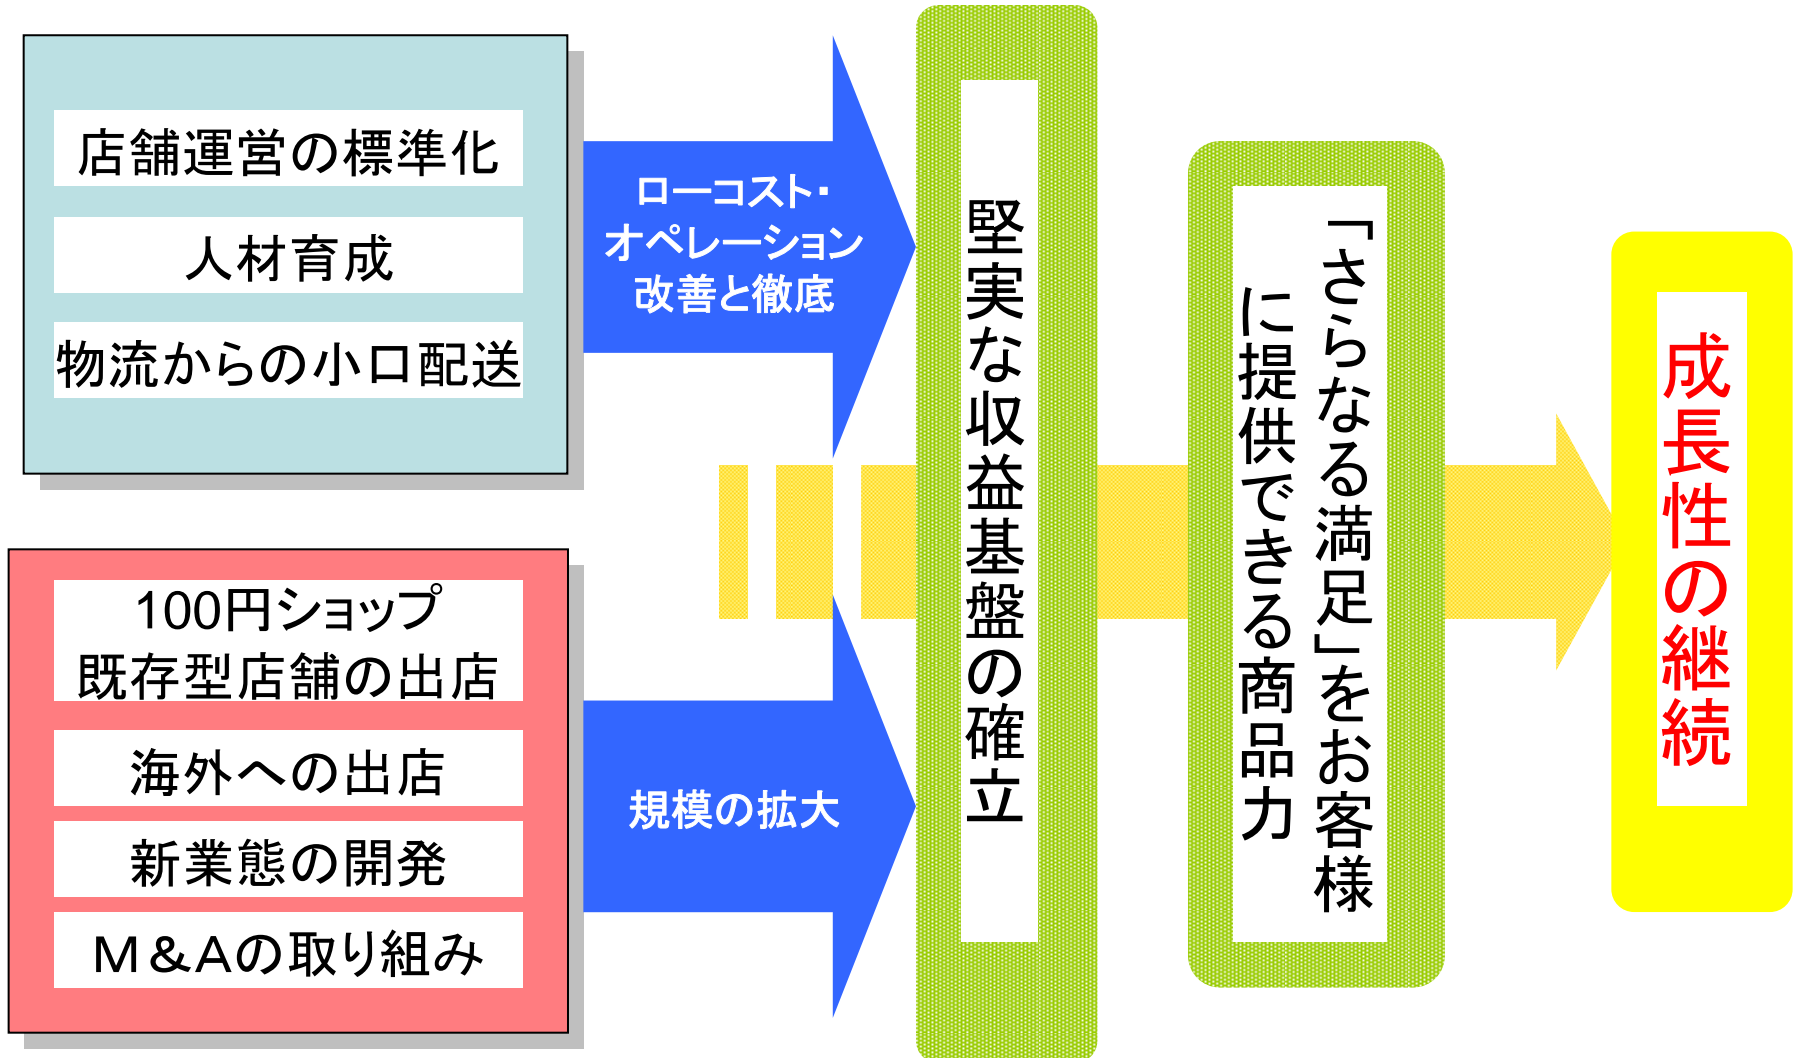 店舗運営の標準化
人材育成
物流からの小口配送
ローコスト・
オペレーション
改善と徹底
100円ショップ
既存型店舗の出店
海外への出店
新業態の開発
M&Aの取り組み
規模の拡大
堅実な収益基盤の確立
「さらなる満足」をお客様
に提供できる商品力
成長性の継続